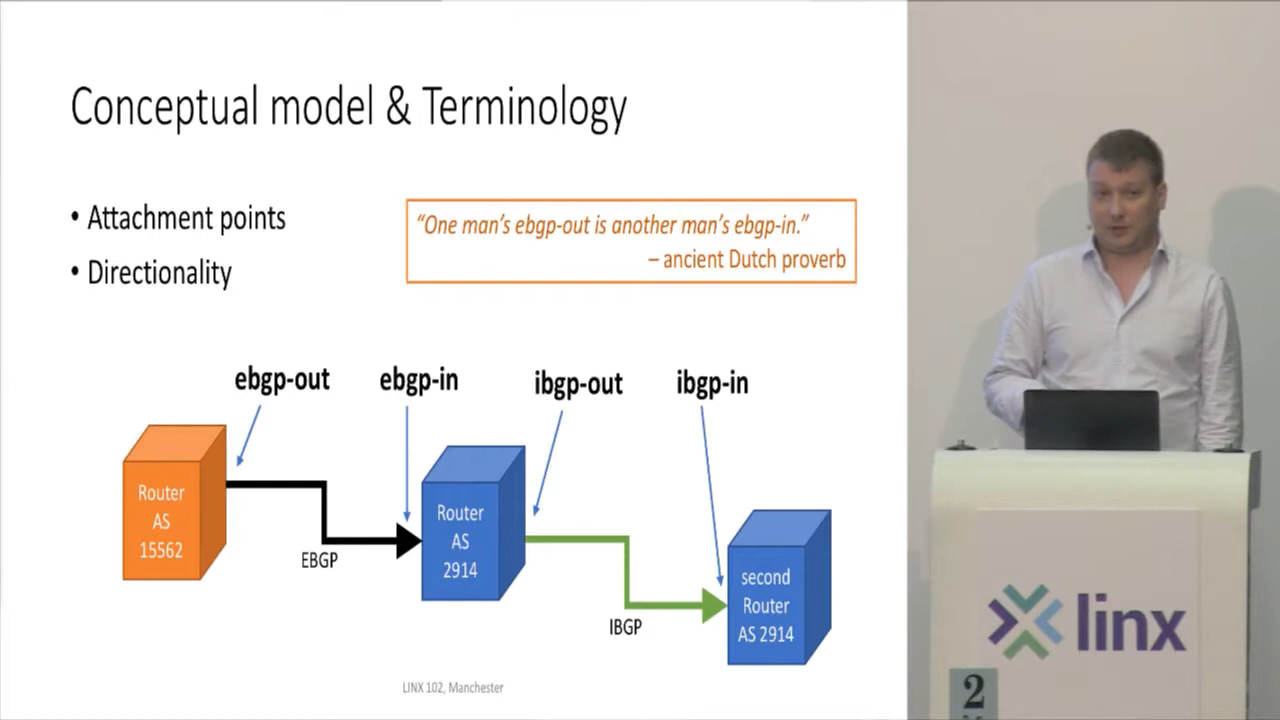 Conceptual model & Terminology
• Attachment points
• Directionality
“One man’s ebgp-out is another man’s ebgp-in.”
– ancient Dutch proverb
ebgp-out
ebgp-in
ibgp-out
ibgp-in
Router
AS
15562
EBGP
Router
AS
2914
IBGP
second
Router
AS 2914
LINX 102, Manchester
linx
2